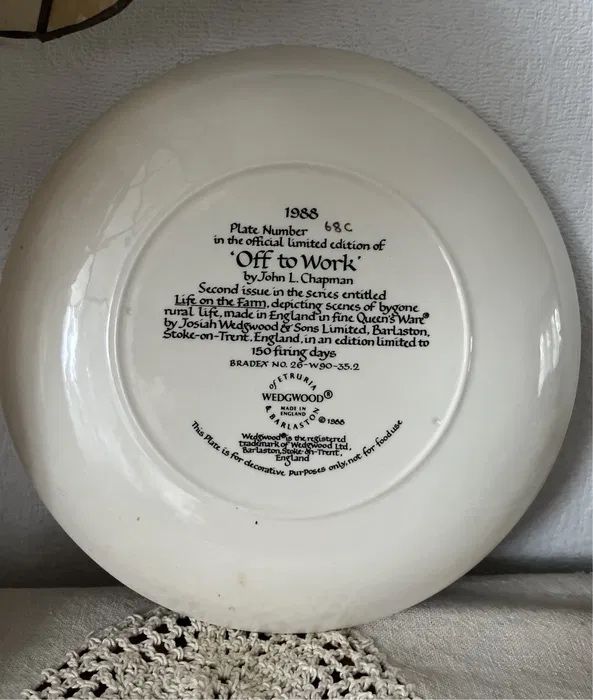 1988
Plate Number 68C
in the official limited edition of
'Off to Work'
by John L. Chapman
Second issue in the series entitled
Life on the Farm, depicting scenes of bygone
rural life, made in England in fine Queen's Ware®
by Josiah Wedgwood & Sons Limited, Barlaston,
Stoke-on-Trent, England, in an edition limited to
150 firing days
BRADEX NO. 26-W90-35.2
of ETRURIA
WEDGWOOD®
MADE IN
ENGLAND
& BARLASTON
© 1988
Wedgwood® is the registered
trademark of Wedgwood Ltd,
Barlaston, Stoke-on-Trent,
England
This Plate is for decorative purposes only, not for food use